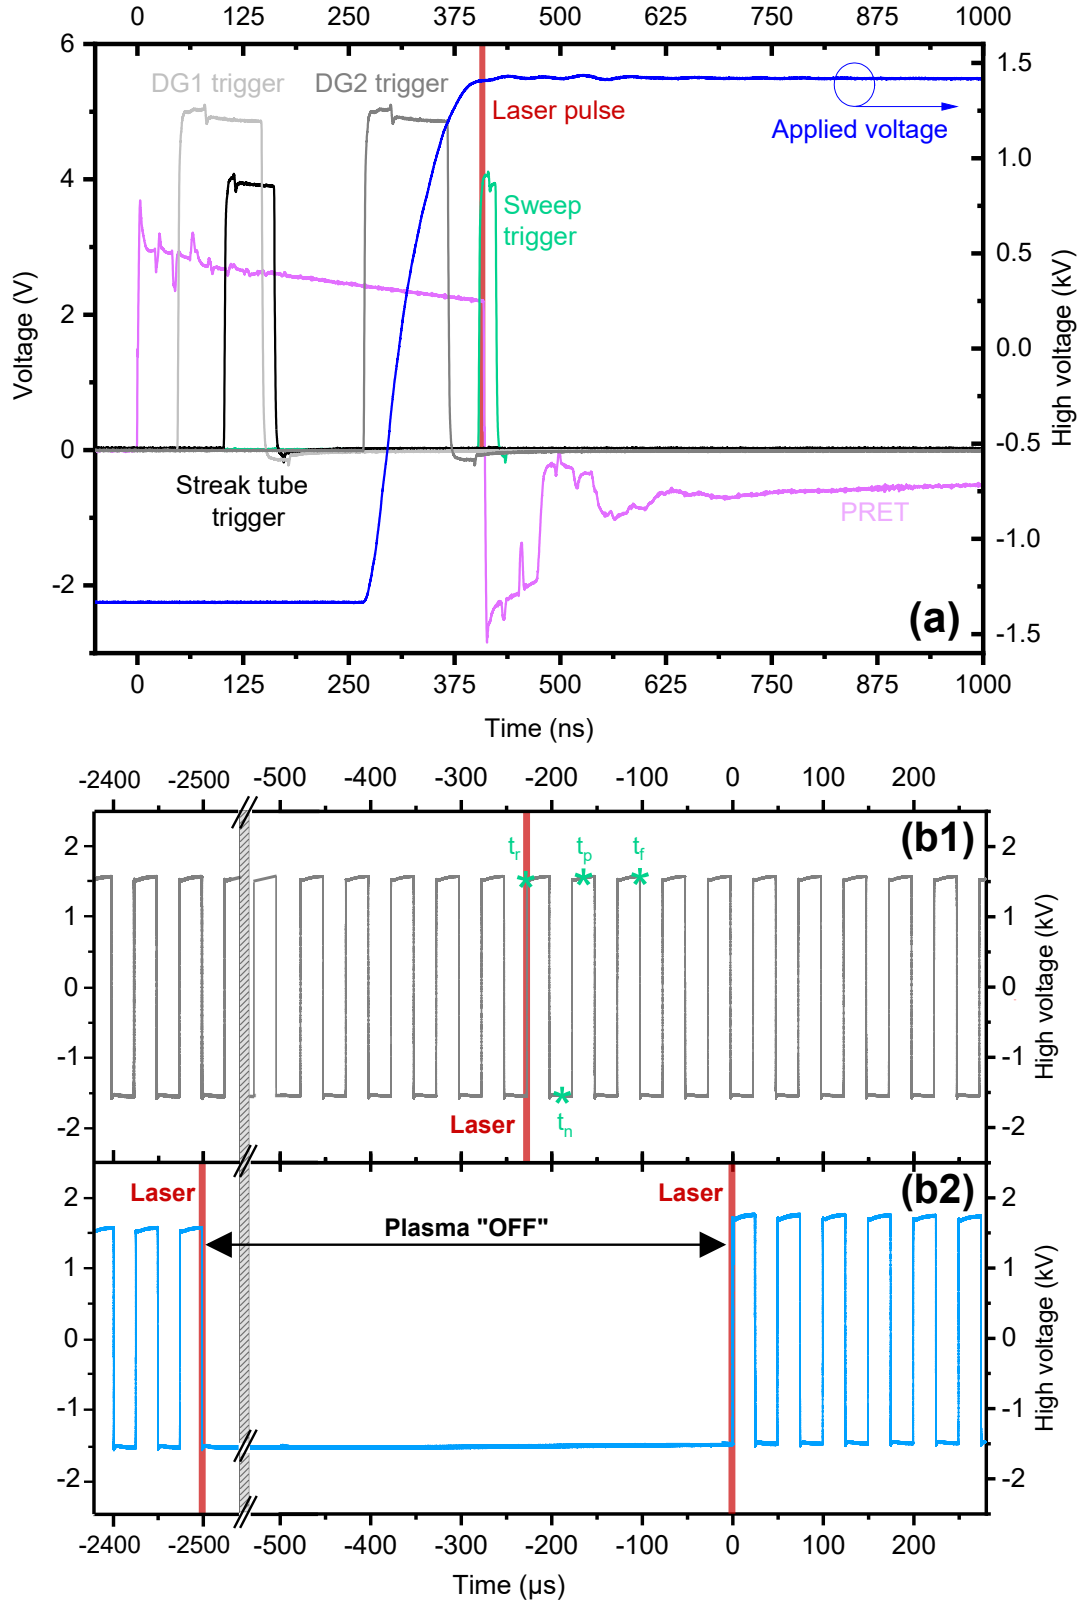 0 125 250 375 500 625 750 875 1000
6 4 2 0 -2
Voltage (V)
1.5 1.0 0.5 0.0 -0.5 -1.0 -1.5
High voltage (kV)
DG1 trigger
DG2 trigger
Laser pulse
Applied voltage
Sweep
trigger
Streak tube
trigger
PRET
(a)
0 125 250 375 500 625 750 875 1000
Time (ns)
-2400 -2500 -500 -400 -300 -200 -100 0 100 200
(b1)
2 1 0 -1 -2
2 1 0 -1 -2
High voltage (kV)
tr tp tf
Laser
tn
(b2)
Laser
Laser
Plasma "OFF"
2 1 0 -1 -2
2 1 0 -1 -2
High voltage (kV)
-2400 -2500 -500 -400 -300 -200 -100 0 100 200
Time (µs)